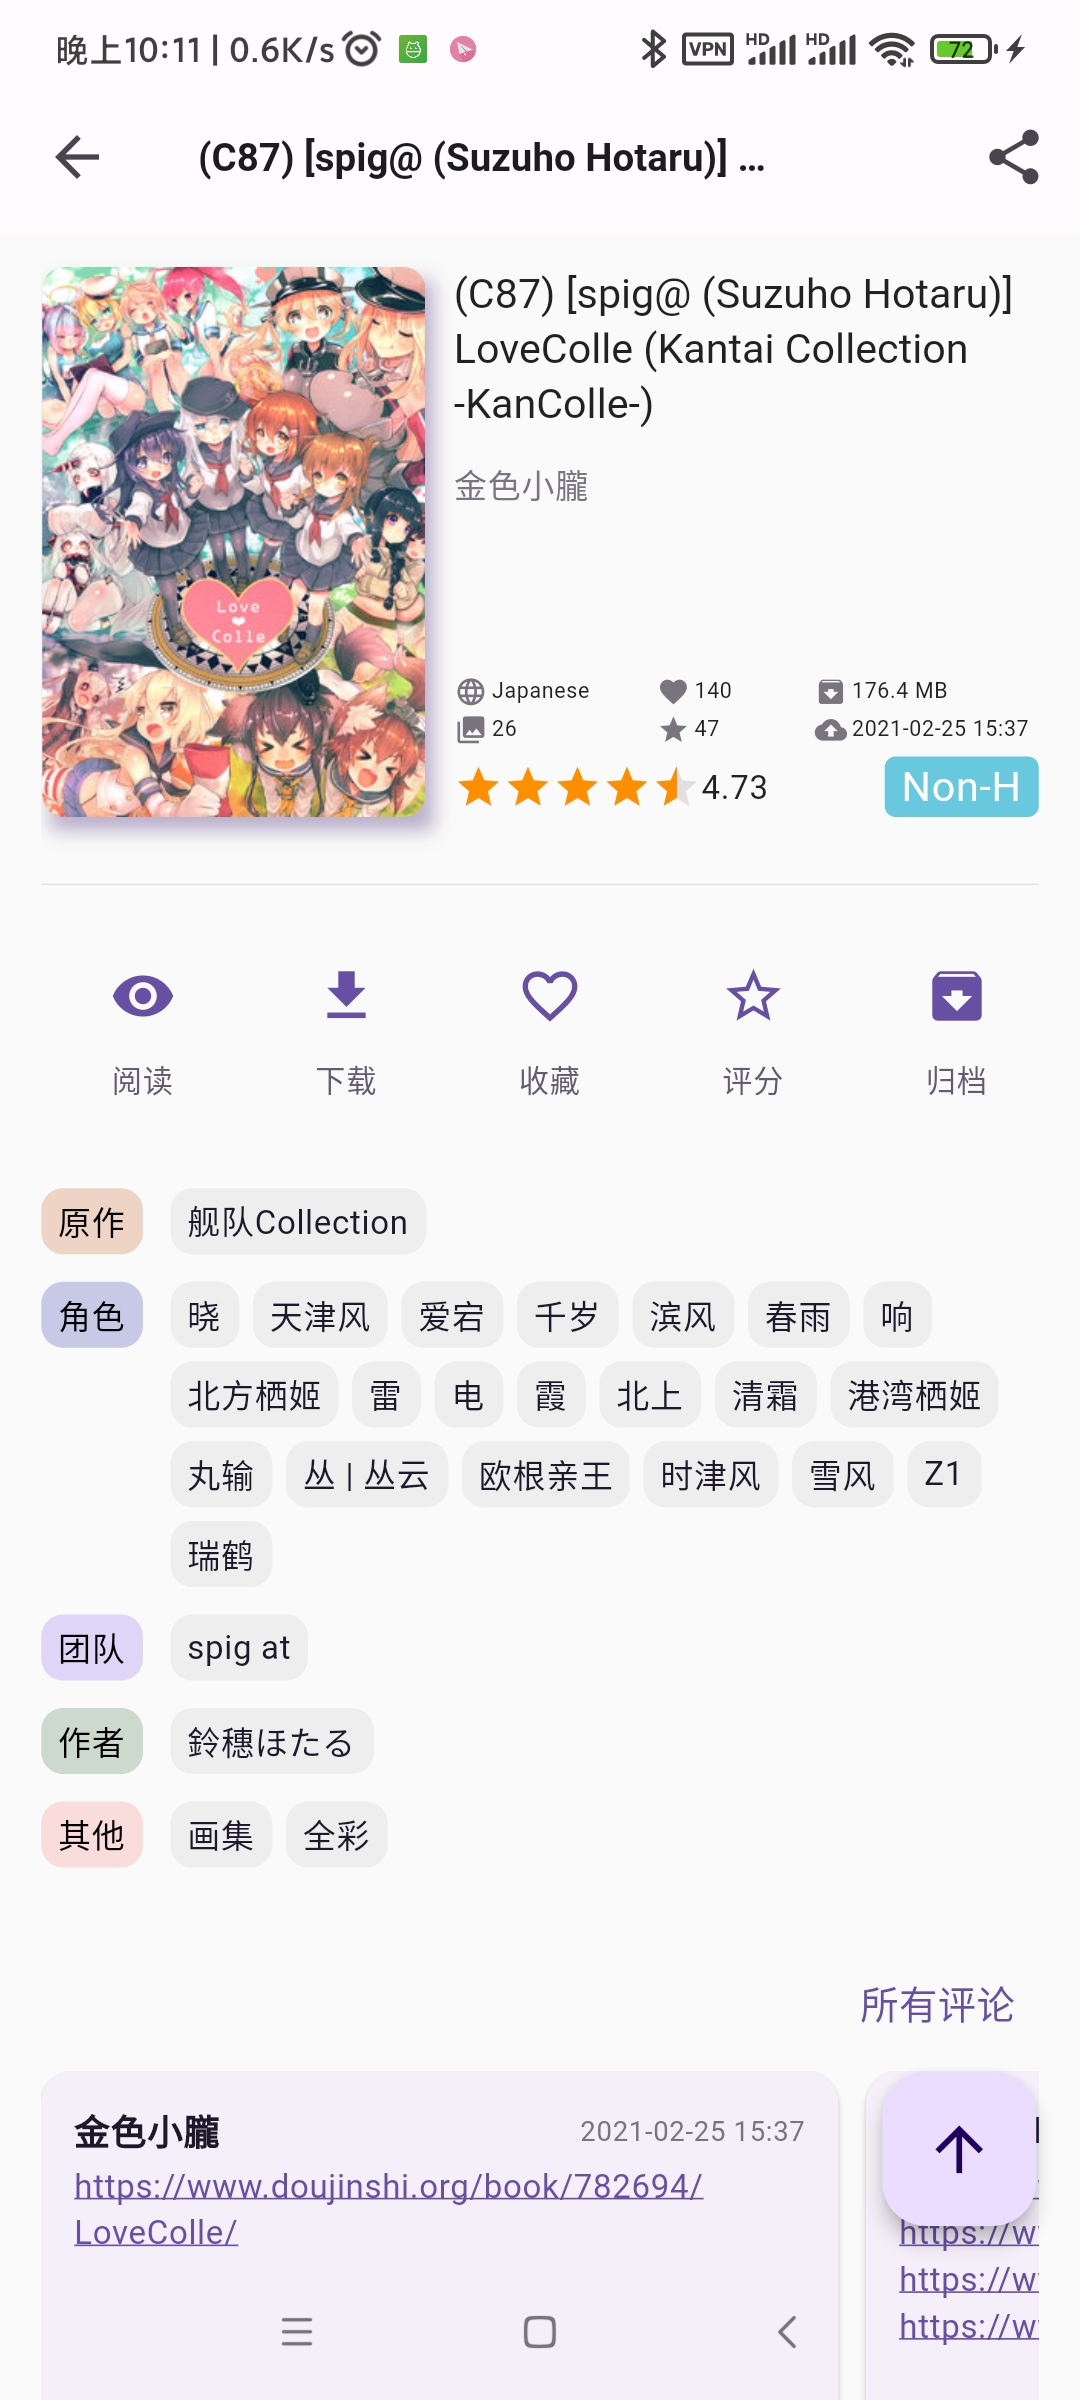 晚上10:11 | 0.6K/s
VPN HD HD 72
(C87) [spig@ (Suzuho Hotaru)] ...
(C87) [spig@ (Suzuho Hotaru)]
LoveColle (Kantai Collection
-KanColle-)
金色小朧
Love
Colle
Japanese 140 176.4 MB
26 47 2021-02-25 15:37
4.73 Non-H
阅读 下载 收藏 评分 归档
原作 舰队Collection
角色 晓 天津风 爱宕 千岁 滨风 春雨 响
北方栖姬 雷 电 霞 北上 清霜 港湾栖姬
丸输 丛 | 丛云 欧根亲王 时津风 雪风 Z1
瑞鹤
团队 spig at
作者 鈴穂ほたる
其他 画集 全彩
所有评论
金色小朧 2021-02-25 15:37
https://www.doujinshi.org/book/782694/
LoveColle/
https://w
https://w
https://w